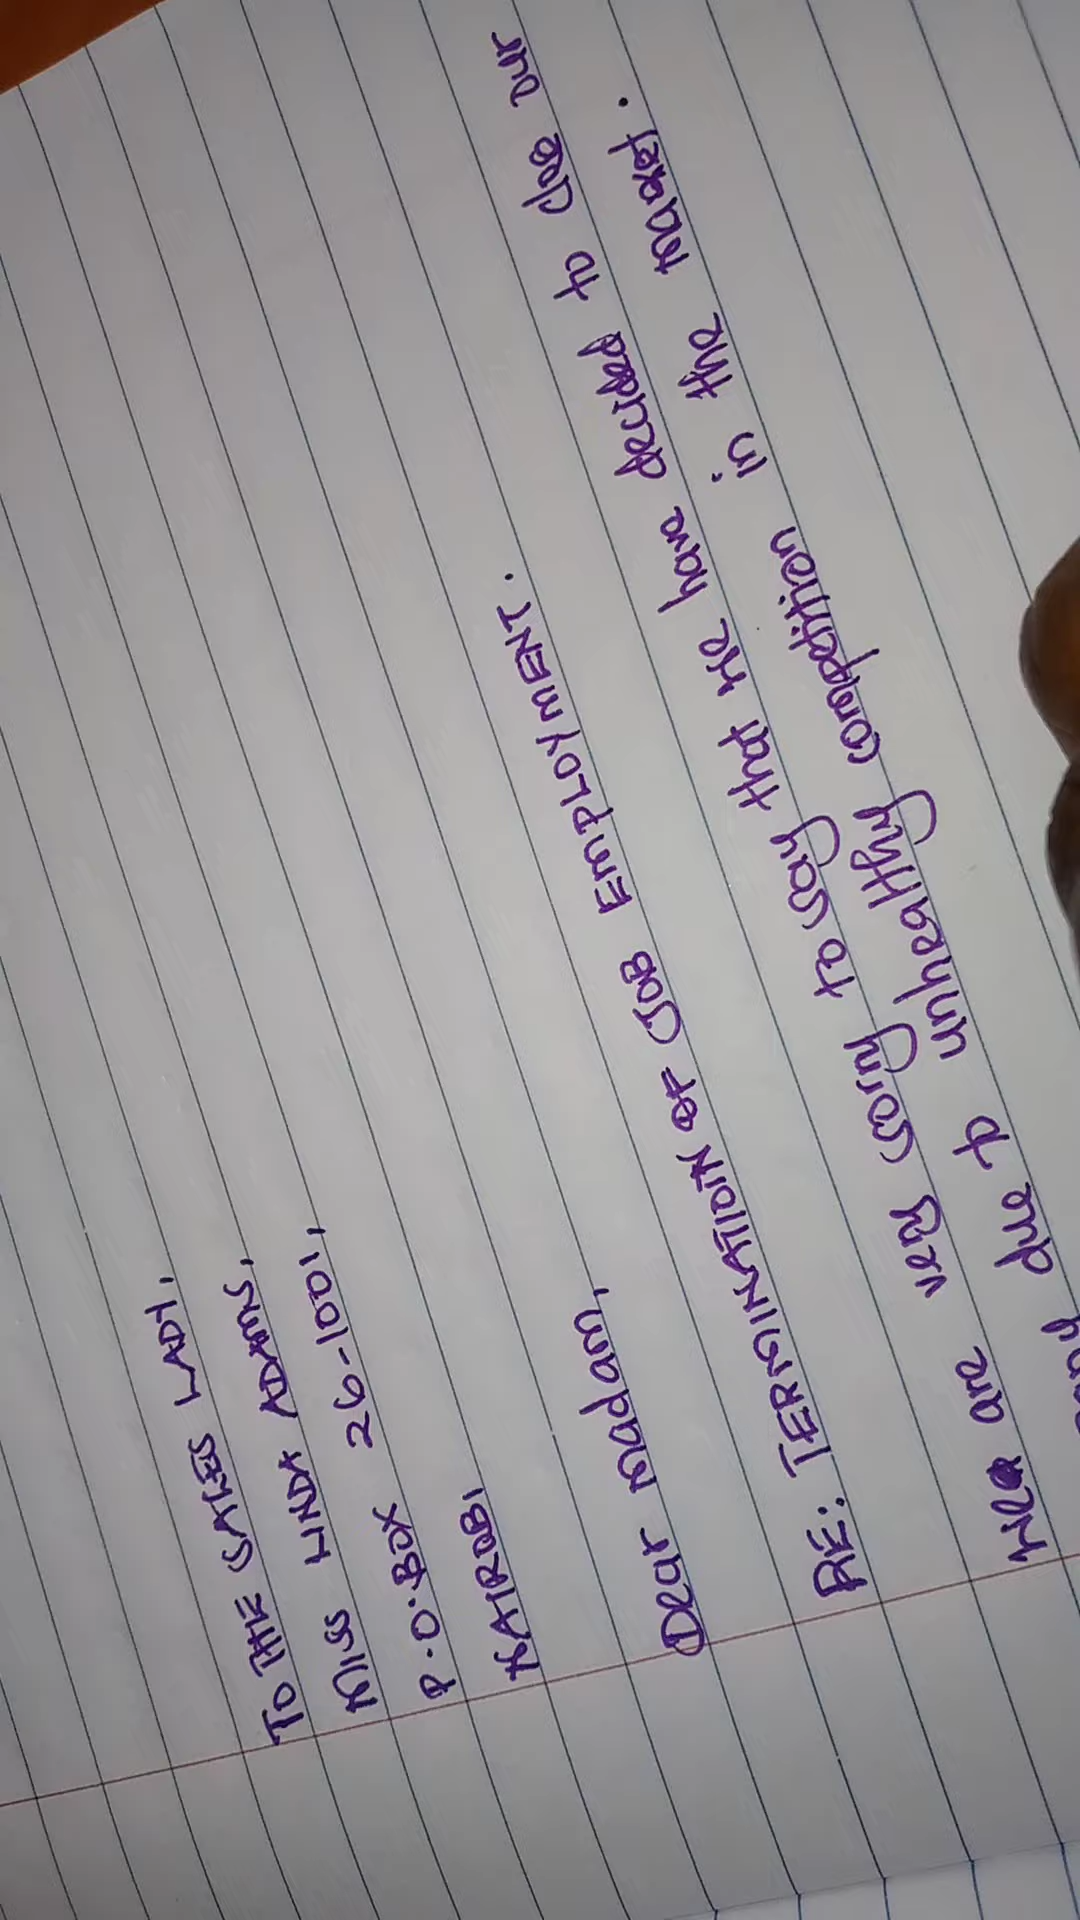 TO THE SALES LADY,
MISS LINDA ADAMS,
P.O. BOX 26-1001,
NAIROBI
Dear madam,
RE: TERMINATION OF JOB EMPLOYMENT.
We are very sorry to say that we have decided to close our
due to unhealthy competition in the market.